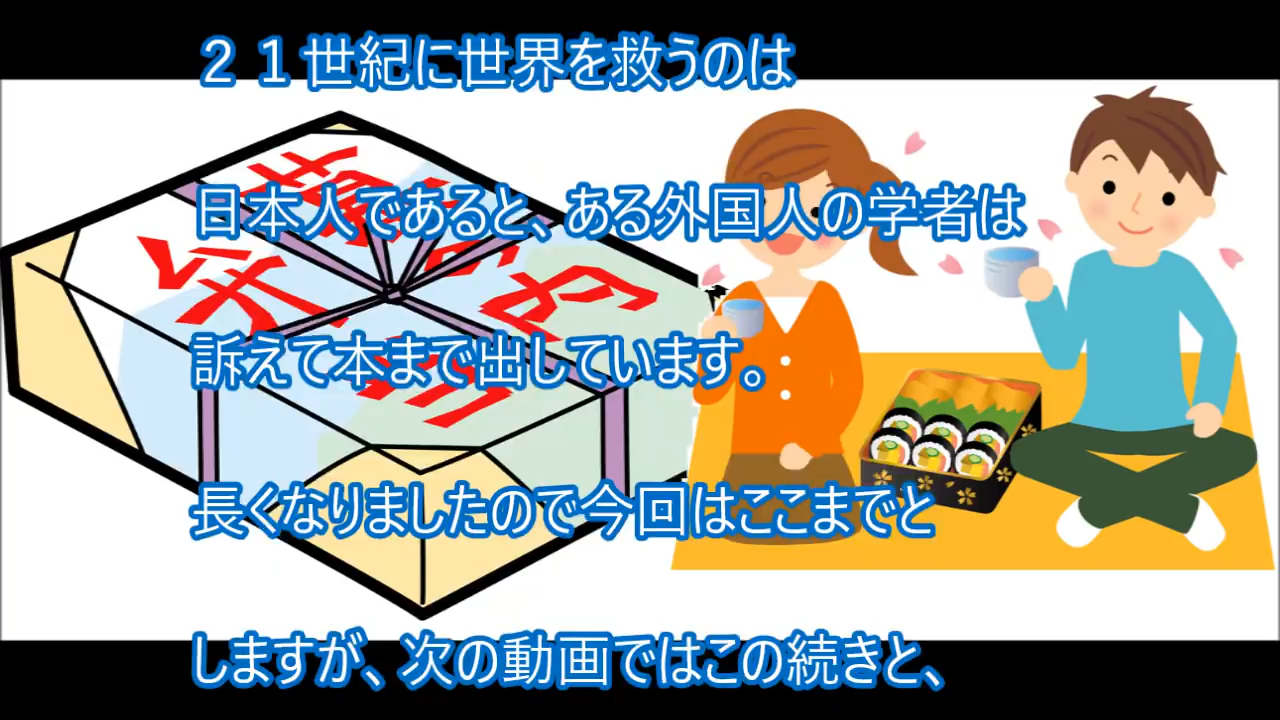 ２１世紀に世界を救うのは
日本人であると、ある外国人の学者は
訴えて本まで出しています。
長くなりましたので今回はここまでと
しますが、次の動画ではこの続きと、